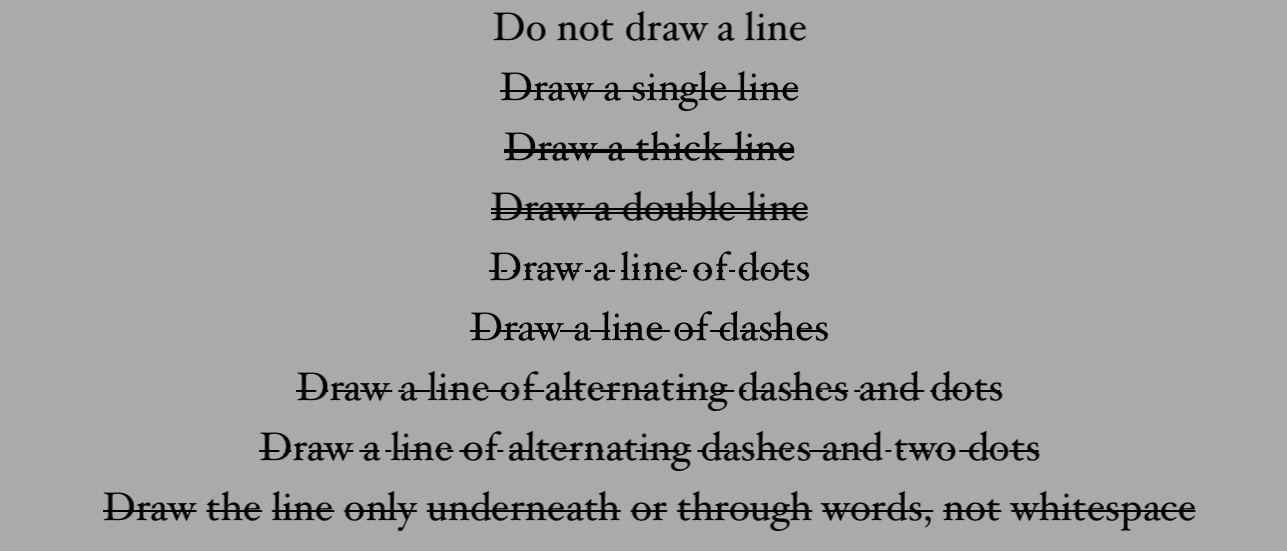 Do not draw a line
Draw a single line
Draw a thick line
Draw a double line
Draw a line of dots
Draw a line of dashes
Draw a line of alternating dashes and dots
Draw a line of alternating dashes and two dots
Draw the line only underneath or through words, not whitespace